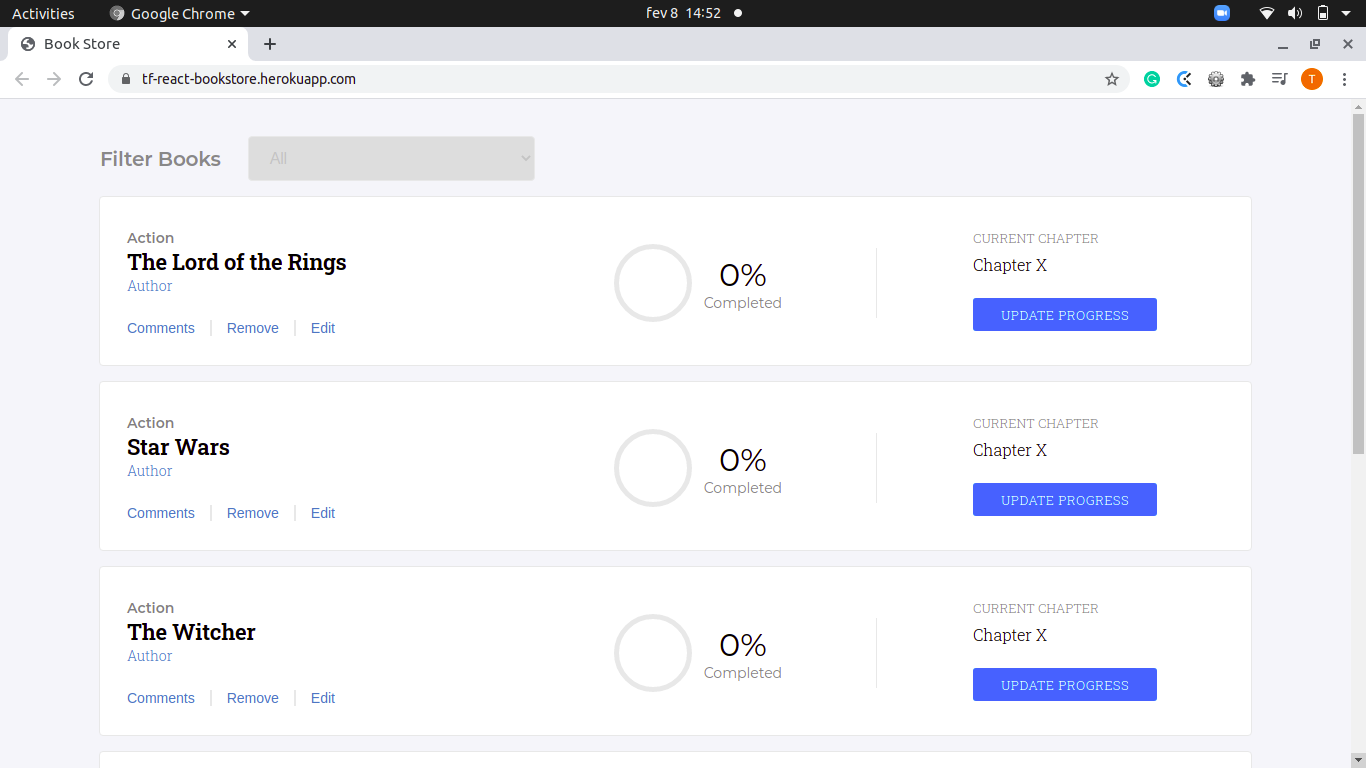 Activities Google Chrome fev 8 14:52
Book Store
tf-react-bookstore.herokuapp.com T
Filter Books All
Action
The Lord of the Rings
Author
Comments Remove Edit
0%
Completed
CURRENT CHAPTER
Chapter X
UPDATE PROGRESS
Action
Star Wars
Author
Comments Remove Edit
0%
Completed
CURRENT CHAPTER
Chapter X
UPDATE PROGRESS
Action
The Witcher
Author
Comments Remove Edit
0%
Completed
CURRENT CHAPTER
Chapter X
UPDATE PROGRESS